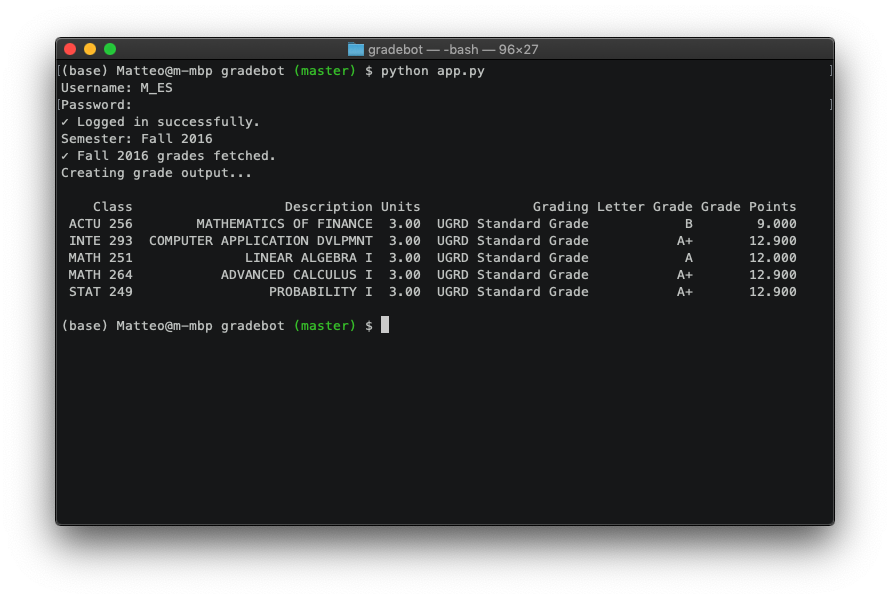 gradebot — -bash — 96×27
(base) Matteo@m-mbp gradebot (master) $ python app.py
Username: M_ES
Password:
✓ Logged in successfully.
Semester: Fall 2016
✓ Fall 2016 grades fetched.
Creating grade output...
Class Description Units Grading Letter Grade Grade Points
ACTU 256 MATHEMATICS OF FINANCE 3.00 UGRD Standard Grade B 9.000
INTE 293 COMPUTER APPLICATION DVLPMNT 3.00 UGRD Standard Grade A+ 12.900
MATH 251 LINEAR ALGEBRA I 3.00 UGRD Standard Grade A 12.000
MATH 264 ADVANCED CALCULUS I 3.00 UGRD Standard Grade A+ 12.900
STAT 249 PROBABILITY I 3.00 UGRD Standard Grade A+ 12.900
(base) Matteo@m-mbp gradebot (master) $